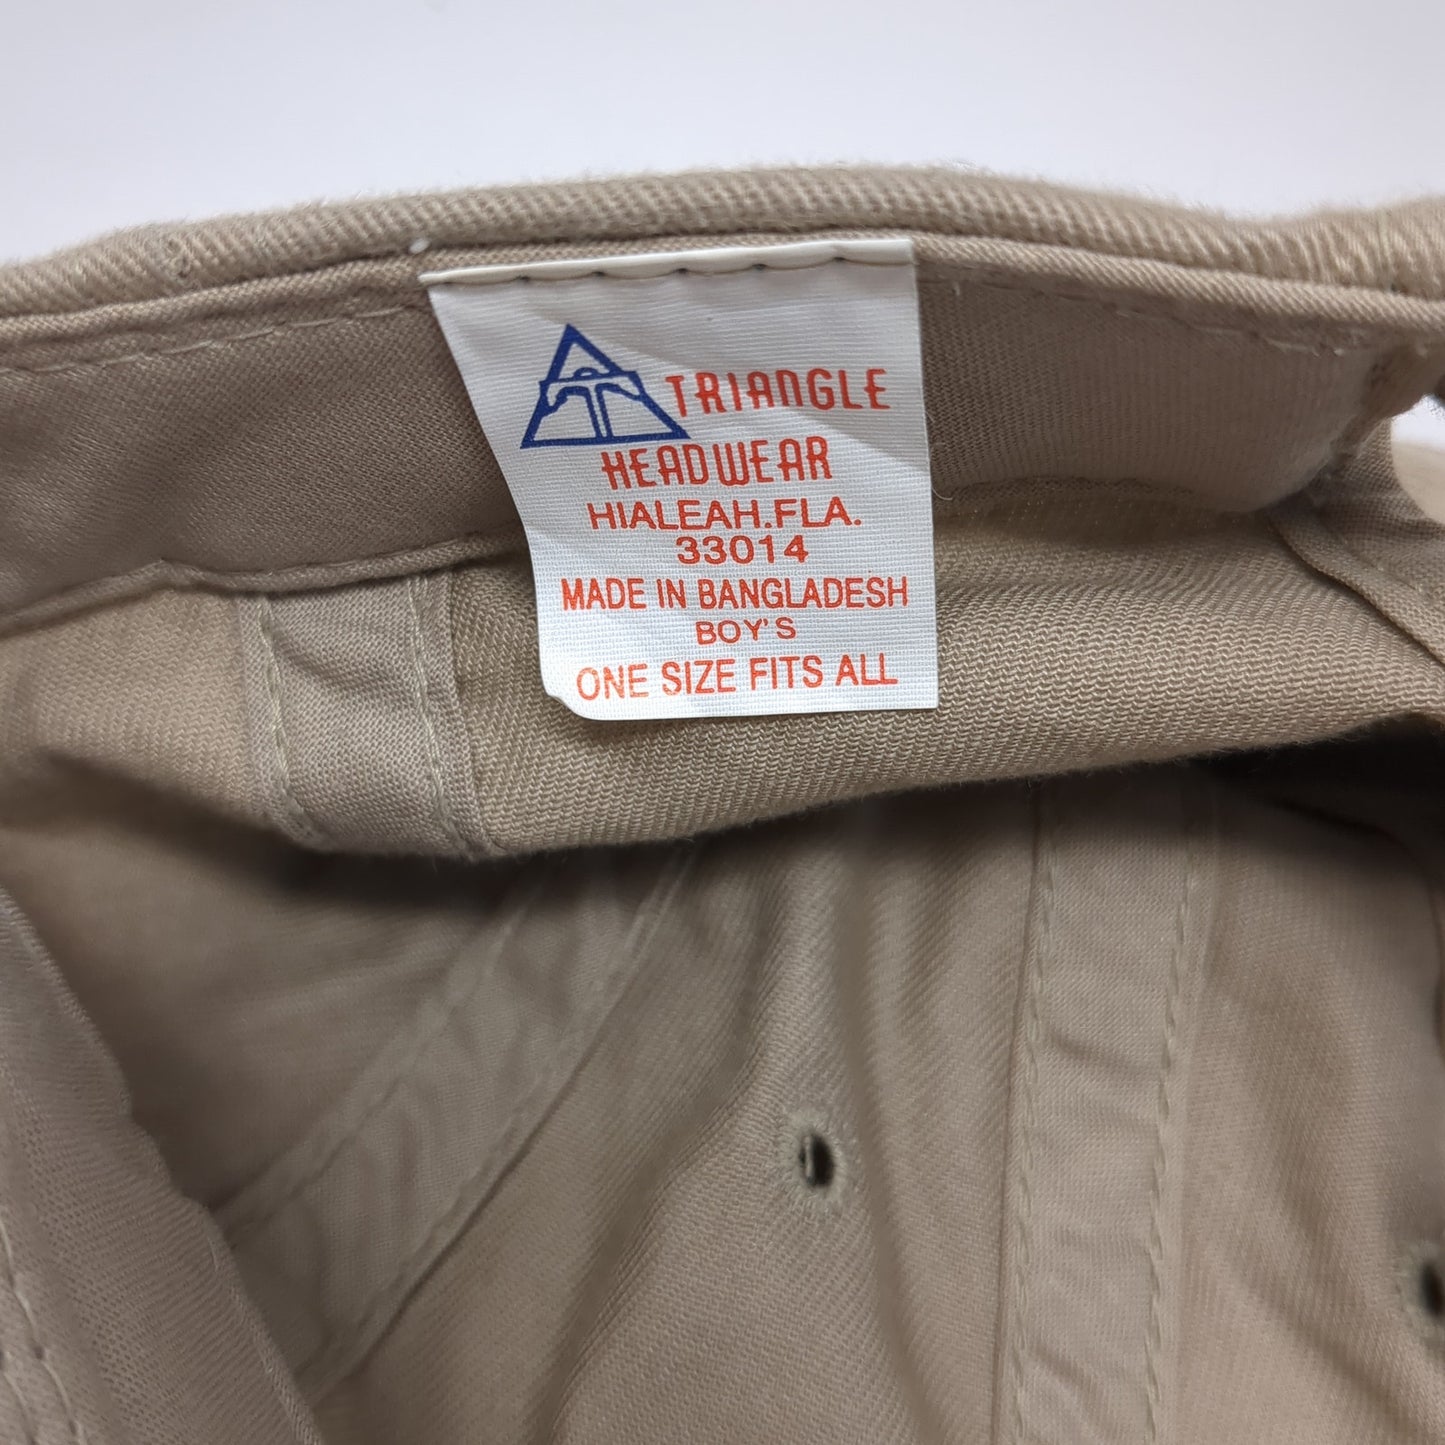 TRIANGLE
HEADWEAR
HIALEAH.FLA.
33014
MADE IN BANGLADESH
BOY'S
ONE SIZE FITS ALL